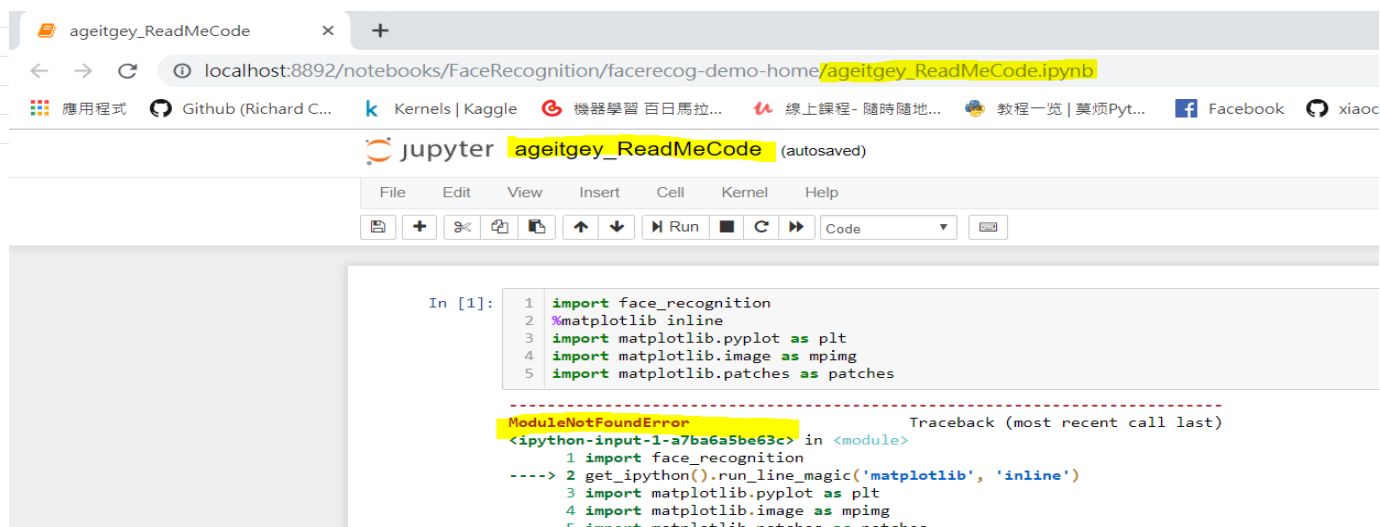 ageitgey_ReadMeCode
localhost:8892/notebooks/FaceRecognition/facerecog-demo-home/ageitgey_ReadMeCode.ipynb
應用程式 Github (Richard C... Kernels | Kaggle 機器學習 百日馬拉... 線上課程- 隨時隨地... 教程一览 | 莫烦Pyt... Facebook xiaoc
jupyter ageitgey_ReadMeCode (autosaved)
File Edit View Insert Cell Kernel Help
Run Code
In [1]: 1 import face_recognition
2 %matplotlib inline
3 import matplotlib.pyplot as plt
4 import matplotlib.image as mpimg
5 import matplotlib.patches as patches
---------------------------------------------------------------------------
ModuleNotFoundError Traceback (most recent call last)
<ipython-input-1-a7ba6a5be63c> in <module>
1 import face_recognition
----> 2 get_ipython().run_line_magic('matplotlib', 'inline')
3 import matplotlib.pyplot as plt
4 import matplotlib.image as mpimg
5 import matplotlib.patches as patches